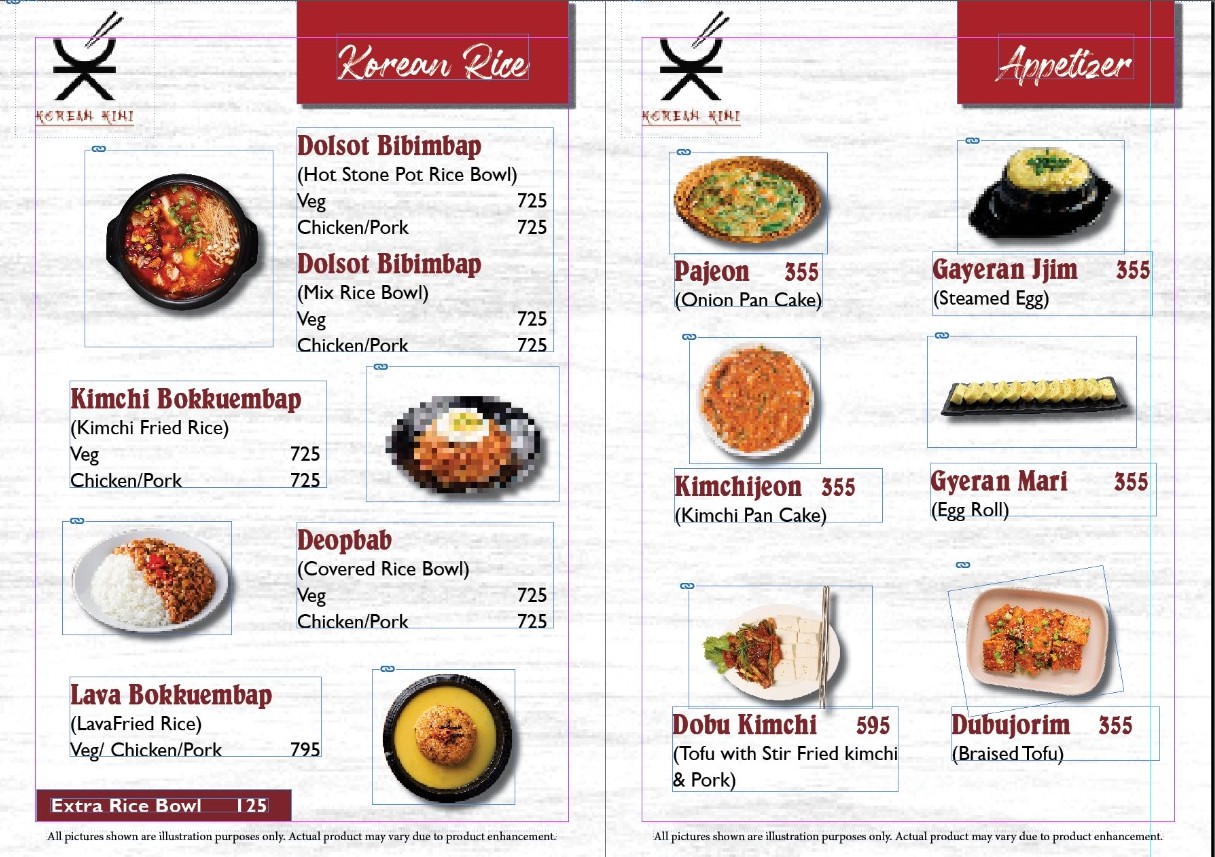 KOREAN KIMI
Korean Rice
Dolsot Bibimbap
(Hot Stone Pot Rice Bowl)
Veg 725
Chicken/Pork 725
Dolsot Bibimbap
(Mix Rice Bowl)
Veg 725
Chicken/Pork 725
Kimchi Bokkuembap
(Kimchi Fried Rice)
Veg 725
Chicken/Pork 725
Deopbab
(Covered Rice Bowl)
Veg 725
Chicken/Pork 725
Lava Bokkuembap
(LavaFried Rice)
Veg/ Chicken/Pork 795
Extra Rice Bowl 125
All pictures shown are illustration purposes only. Actual product may vary due to product enhancement.
KOREAN KIMI
Appetizer
Pajeon 355
(Onion Pan Cake)
Gayeran Jjim 355
(Steamed Egg)
Kimchijeon 355
(Kimchi Pan Cake)
Gyeran Mari 355
(Egg Roll)
Dobu Kimchi 595
(Tofu with Stir Fried kimchi
& Pork)
Dubujorim 355
(Braised Tofu)
All pictures shown are illustration purposes only. Actual product may vary due to product enhancement.